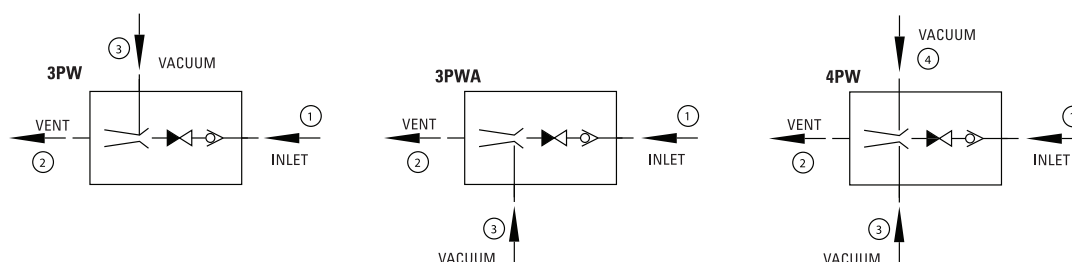 3PW
3
VACUUM
VENT
2
1
INLET
3PWA
VENT
2
1
INLET
3
VACUUM
4PW
VACUUM
4
VENT
2
1
INLET
3
VACUUM